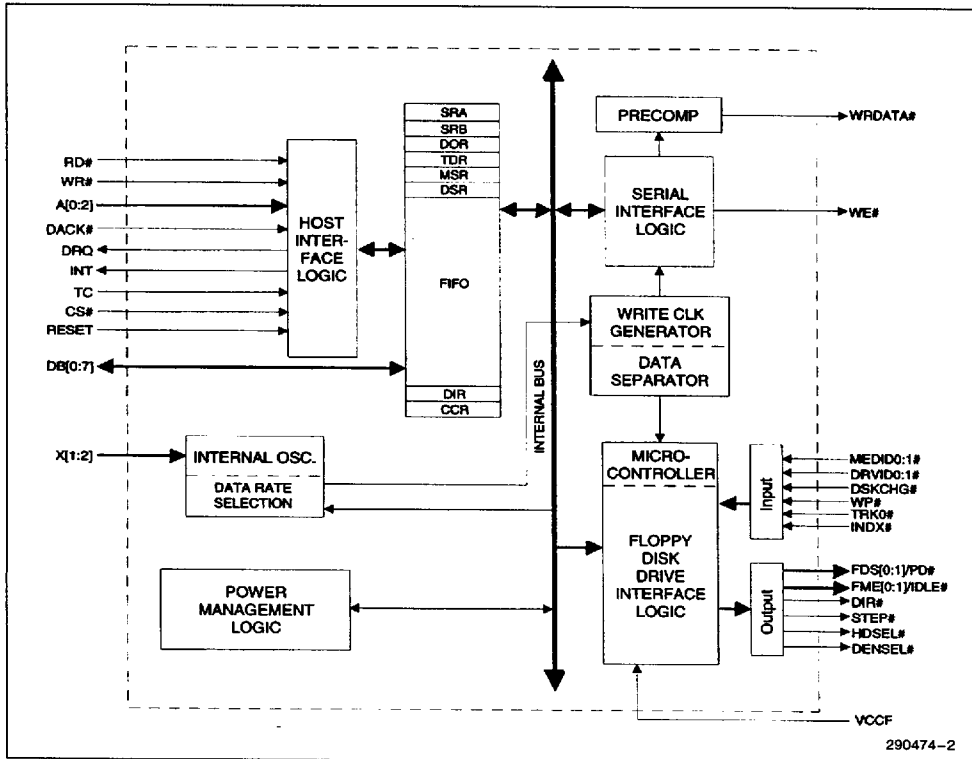 RD#
WR#
A[0:2]
DACK#
DRQ
INT
TC
CS#
RESET
DB[0:7]
X[1:2]
HOST
INTER-
FACE
LOGIC
SRA
SRB
DOR
TDR
MSR
DSR
FIFO
DIR
CCR
INTERNAL OSC.
DATA RATE
SELECTION
POWER
MANAGEMENT
LOGIC
INTERNAL BUS
PRECOMP
SERIAL
INTERFACE
LOGIC
WRITE CLK
GENERATOR
DATA
SEPARATOR
MICRO-
CONTROLLER
FLOPPY
DISK
DRIVE
INTERFACE
LOGIC
Input
Output
WRDATA#
WE#
MEDID0:1#
DRVID0:1#
DSKCHG#
WP#
TRK0#
INDX#
FDS[0:1]/PD#
FME[0:1]/IDLE#
DIR#
STEP#
HDSEL#
DENSEL#
VCCF
290474-2